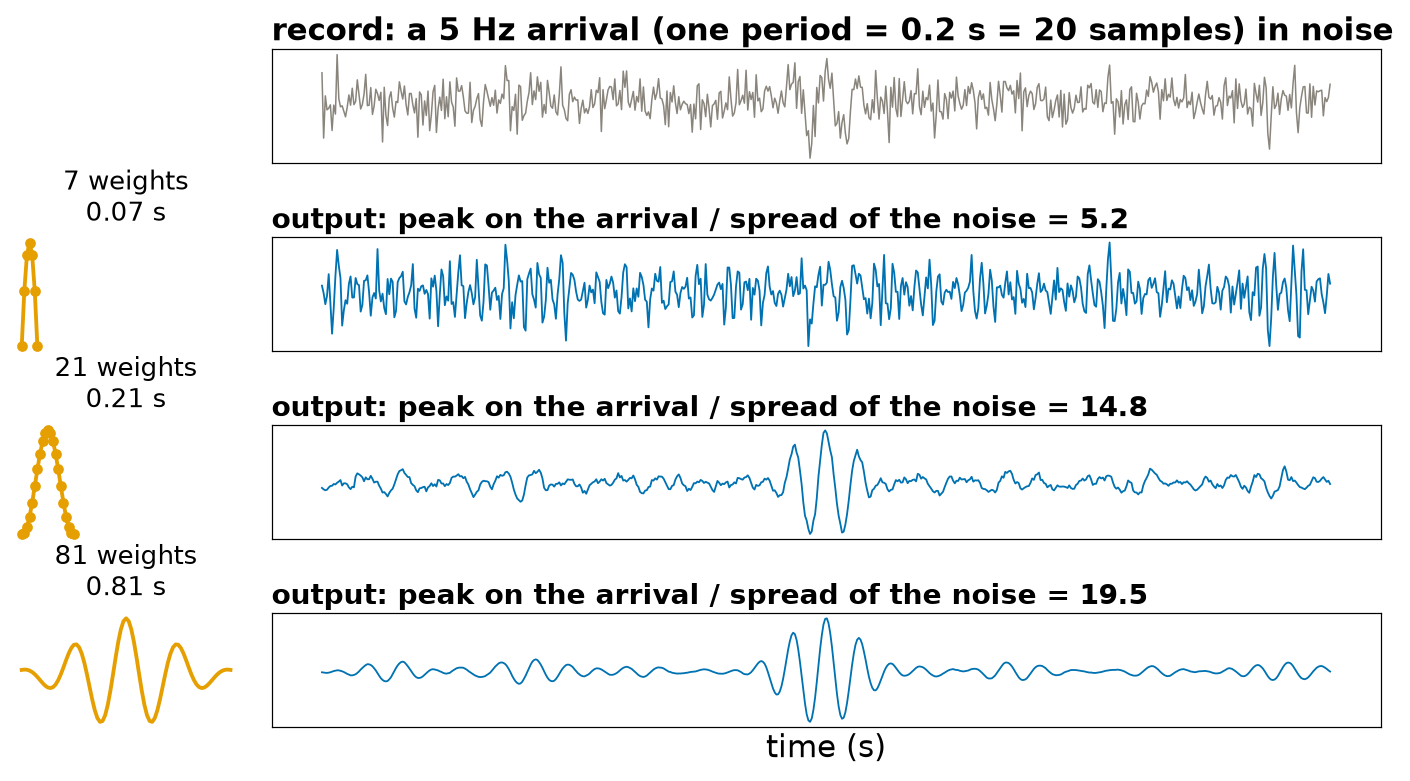 record: a 5 Hz arrival (one period = 0.2 s = 20 samples) in noise
7 weights
0.07 s
output: peak on the arrival / spread of the noise = 5.2
21 weights
0.21 s
output: peak on the arrival / spread of the noise = 14.8
81 weights
0.81 s
output: peak on the arrival / spread of the noise = 19.5
time (s)